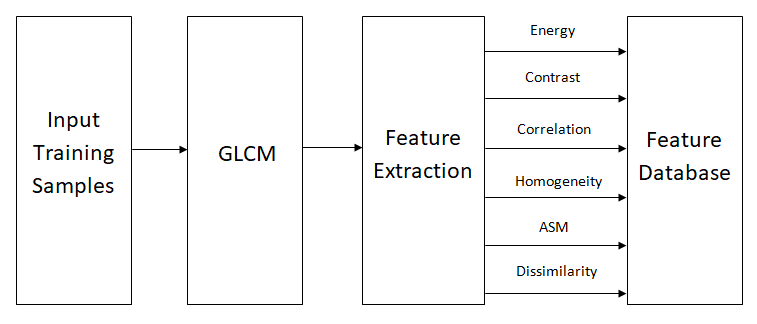 Input
Training
Samples
GLCM
Feature
Extraction
Energy
Contrast
Correlation
Homogeneity
ASM
Dissimilarity
Feature
Database